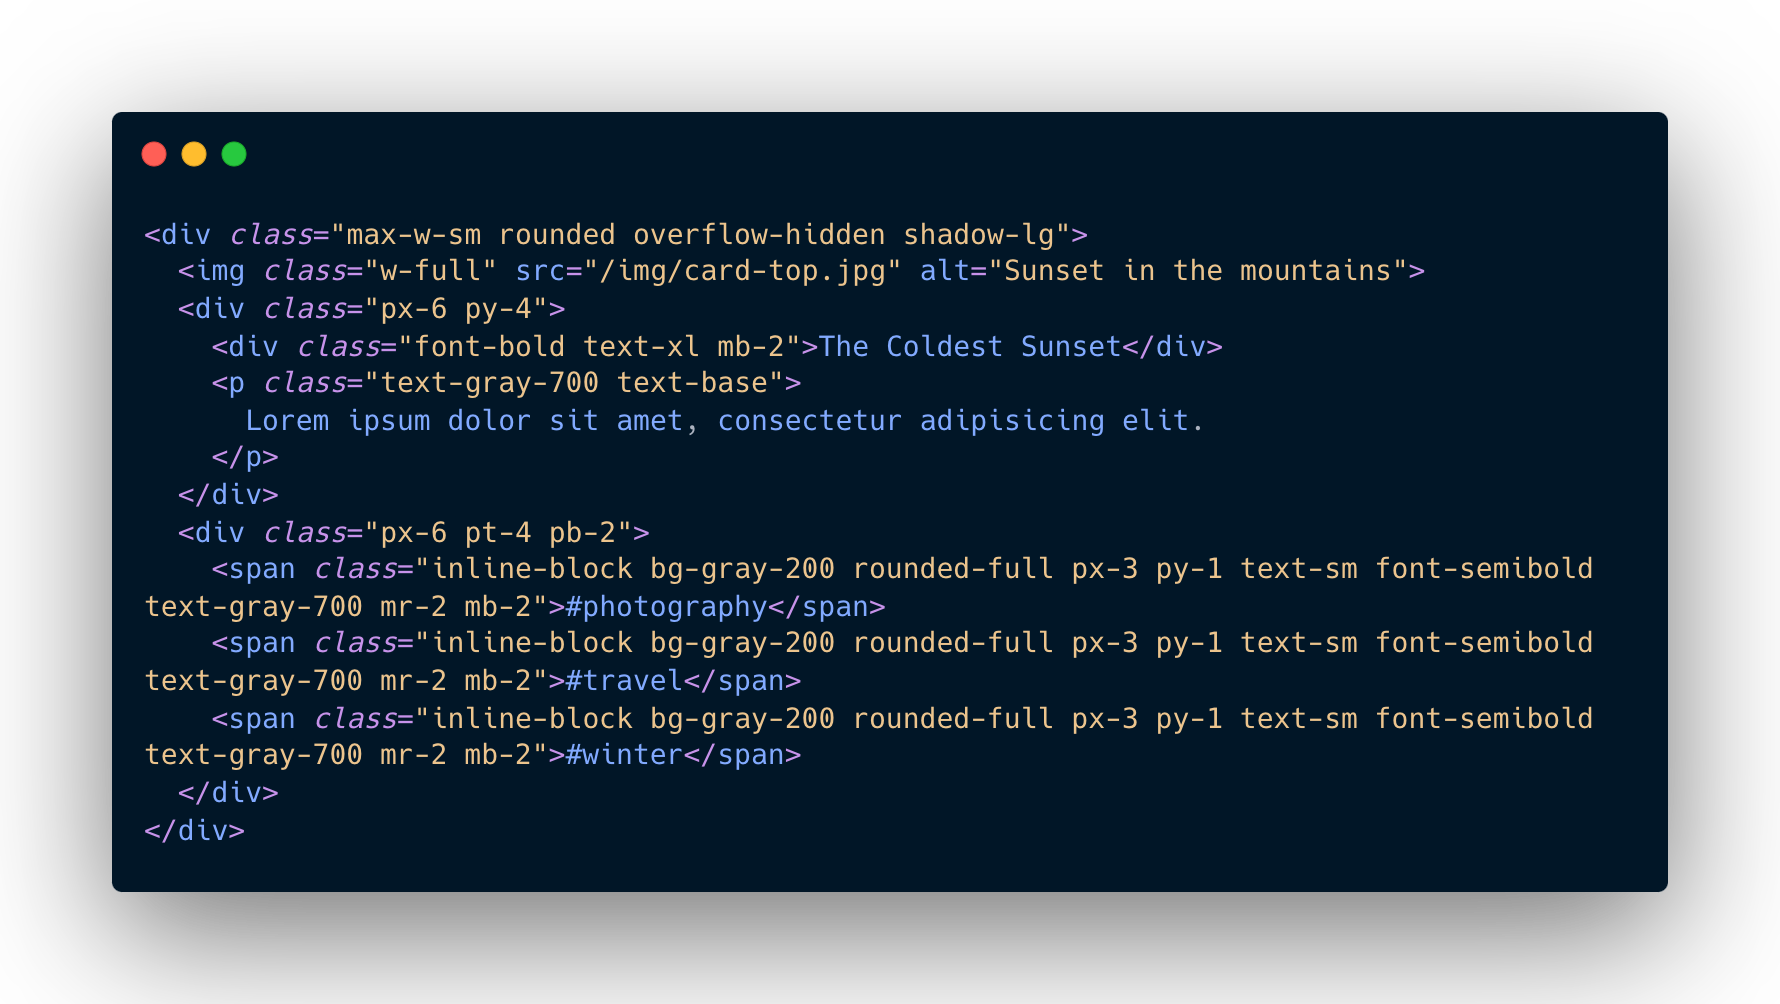 <div class="max-w-sm rounded overflow-hidden shadow-lg">
  <img class="w-full" src="/img/card-top.jpg" alt="Sunset in the mountains">
  <div class="px-6 py-4">
    <div class="font-bold text-xl mb-2">The Coldest Sunset</div>
    <p class="text-gray-700 text-base">
      Lorem ipsum dolor sit amet, consectetur adipisicing elit.
    </p>
  </div>
  <div class="px-6 pt-4 pb-2">
    <span class="inline-block bg-gray-200 rounded-full px-3 py-1 text-sm font-semibold
text-gray-700 mr-2 mb-2">#photography</span>
    <span class="inline-block bg-gray-200 rounded-full px-3 py-1 text-sm font-semibold
text-gray-700 mr-2 mb-2">#travel</span>
    <span class="inline-block bg-gray-200 rounded-full px-3 py-1 text-sm font-semibold
text-gray-700 mr-2 mb-2">#winter</span>
  </div>
</div>